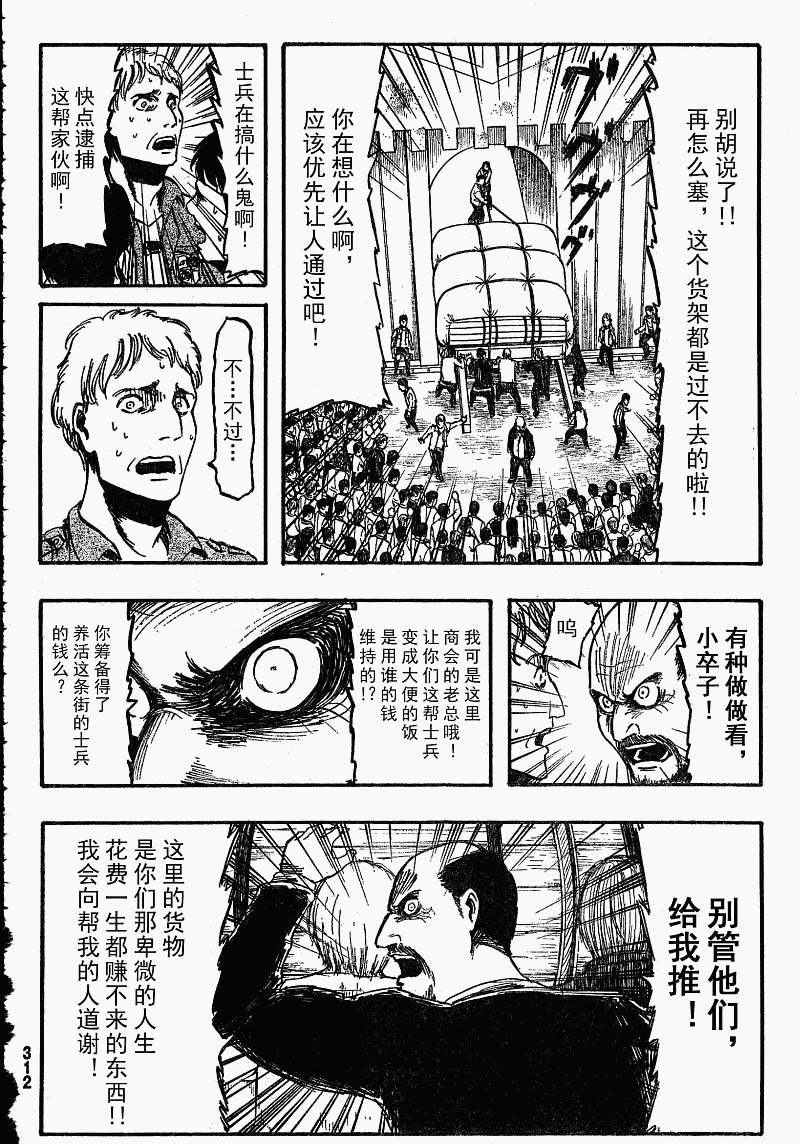 别胡说了!!
再怎么塞，这个货架都是过不去的啦!!
你在想什么啊，
应该优先让人通过吧！
士兵在搞什么鬼啊！
快点逮捕
这帮家伙啊！
不…不过…
有种做做看，
小卒子！
呜
我可是这里
商会的老总哦！
让你们这帮士兵
变成大便的饭
是用谁的钱
维持的!?
你筹备得了
养活这条街的士兵
的钱么？
别管他们，
给我推！
这里的货物
是你们那卑微的人生
花费一生都赚不来的东西!!
我会向帮我的人道谢！
312